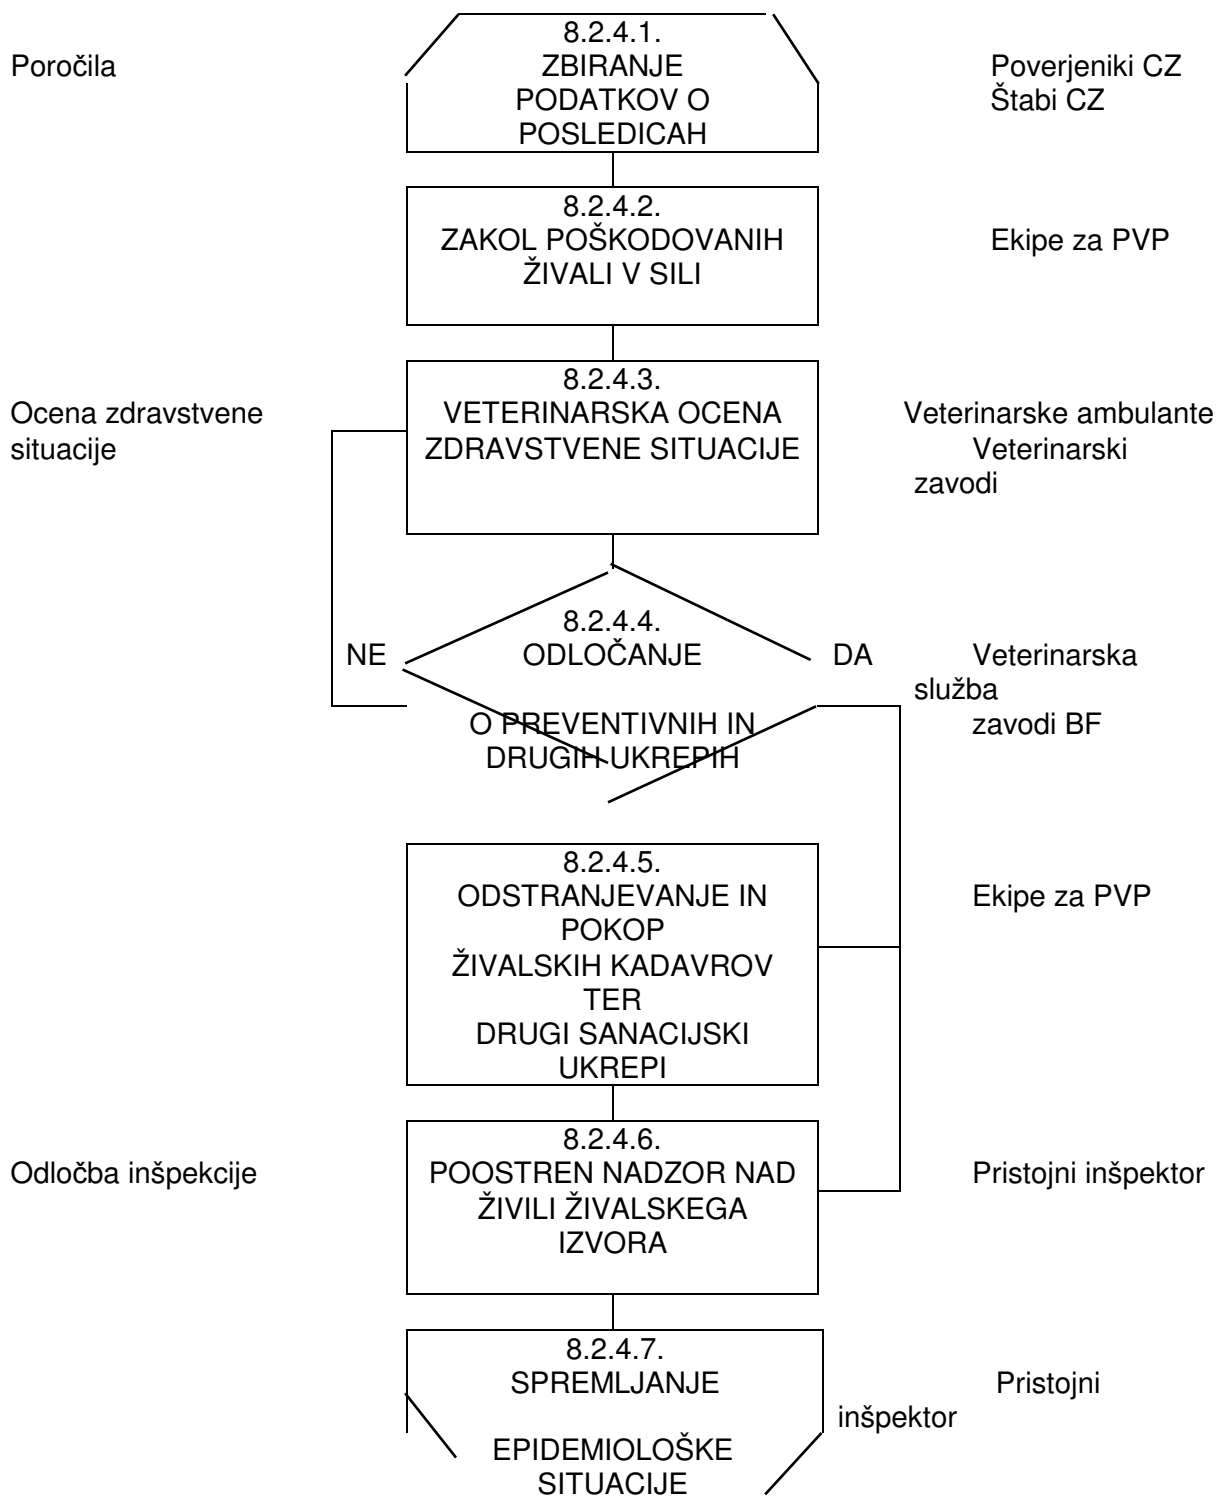 8.2.4.1.
Poročila
ZBIRANJE
Poverjeniki CZ
PODATKOV O
Štabi CZ
POSLEDICAH
8.2.4.2.
ZAKOL POŠKODOVANIH
Ekipe za PVP
ŽIVALI V SILI
8.2.4.3.
Ocena zdravstvene
VETERINARSKA OCENA
Veterinarske ambulante
situacije
ZDRAVSTVENE SITUACIJE
Veterinarski
zavodi
8.2.4.4.
NE
ODLOČANJE
DA
Veterinarska
služba
O PREVENTIVNIH IN
zavodi BF
DRUGIH UKREPIH
8.2.4.5.
ODSTRANJEVANJE IN
Ekipe za PVP
POKOP
ŽIVALSKIH KADAVROV
TER
DRUGI SANACIJSKI
UKREPI
8.2.4.6.
Odločba inšpekcije
POOSTREN NADZOR NAD
Pristojni inšpektor
ŽIVILI ŽIVALSKEGA
IZVORA
8.2.4.7.
SPREMLJANJE
Pristojni
inšpektor
EPIDEMIOLOŠKE
SITUACIJE